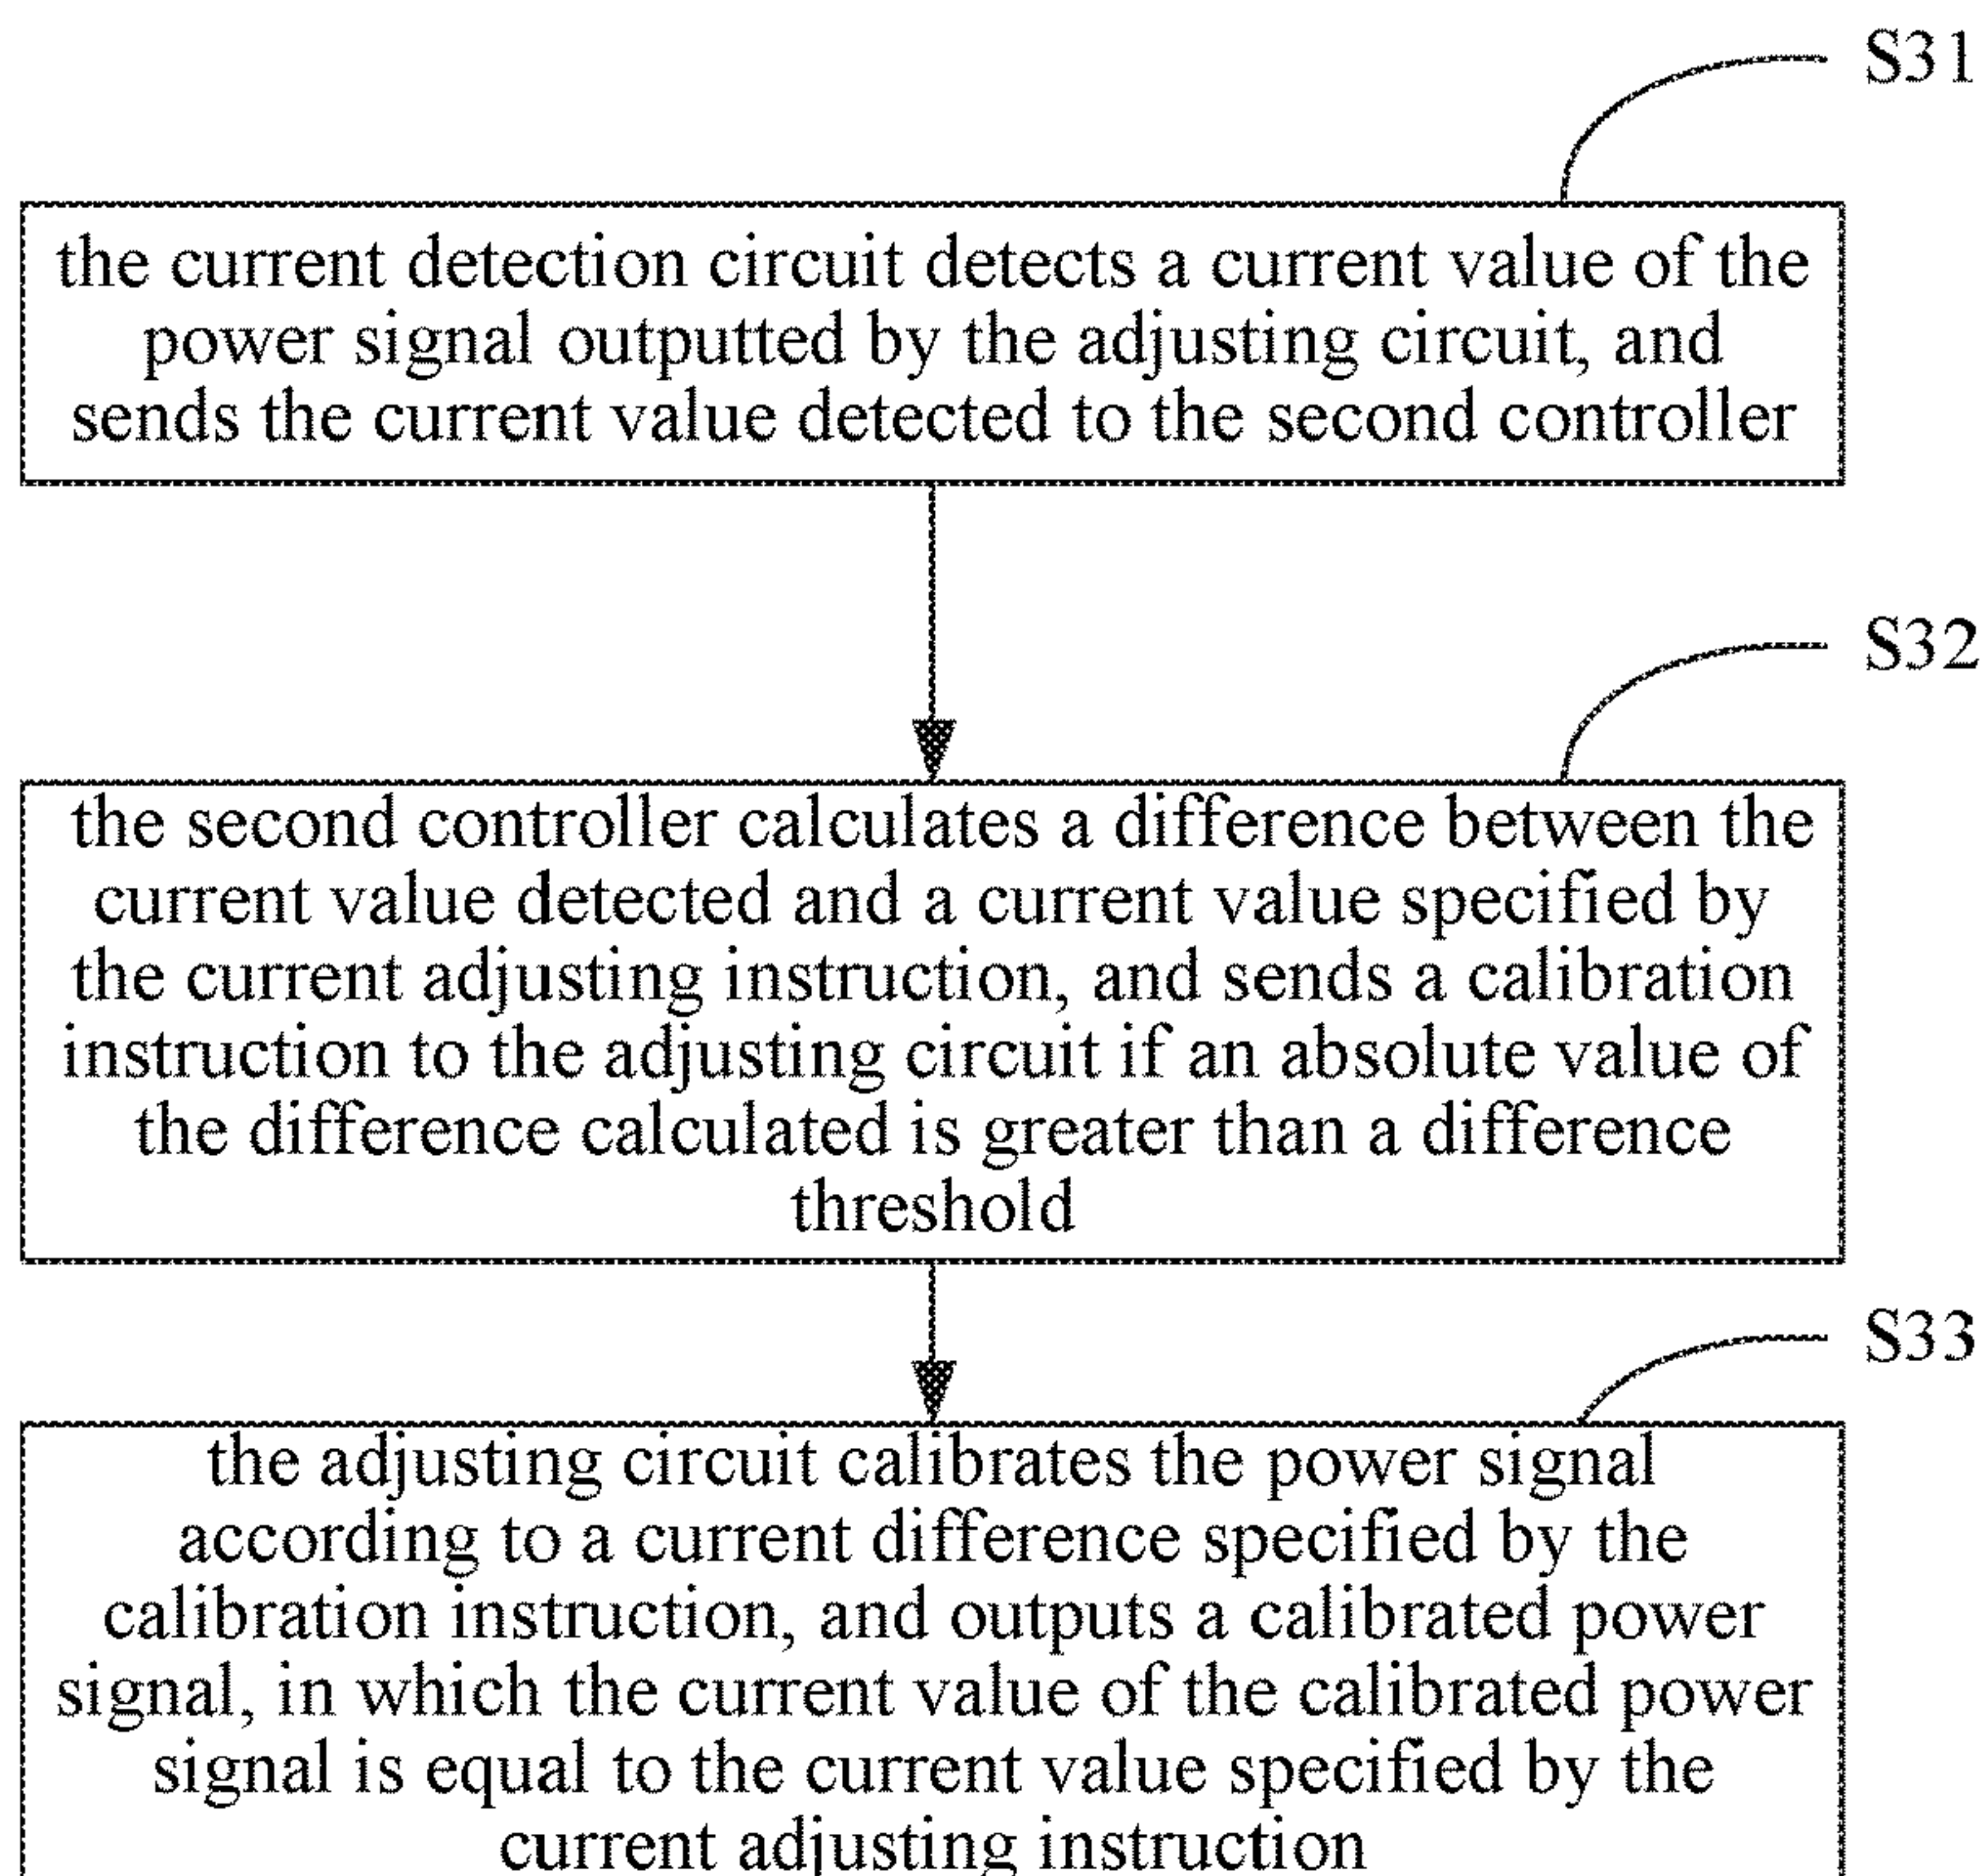 S31
the current detection circuit detects a current value of the
power signal outputted by the adjusting circuit, and
sends the current value detected to the second controller
S32
the second controller calculates a difference between the
current value detected and a current value specified by
the current adjusting instruction, and sends a calibration
instruction to the adjusting circuit if an absolute value of
the difference calculated is greater than a difference
threshold
S33
the adjusting circuit calibrates the power signal
according to a current difference specified by the
calibration instruction, and outputs a calibrated power
signal, in which the current value of the calibrated power
signal is equal to the current value specified by the
current adjusting instruction